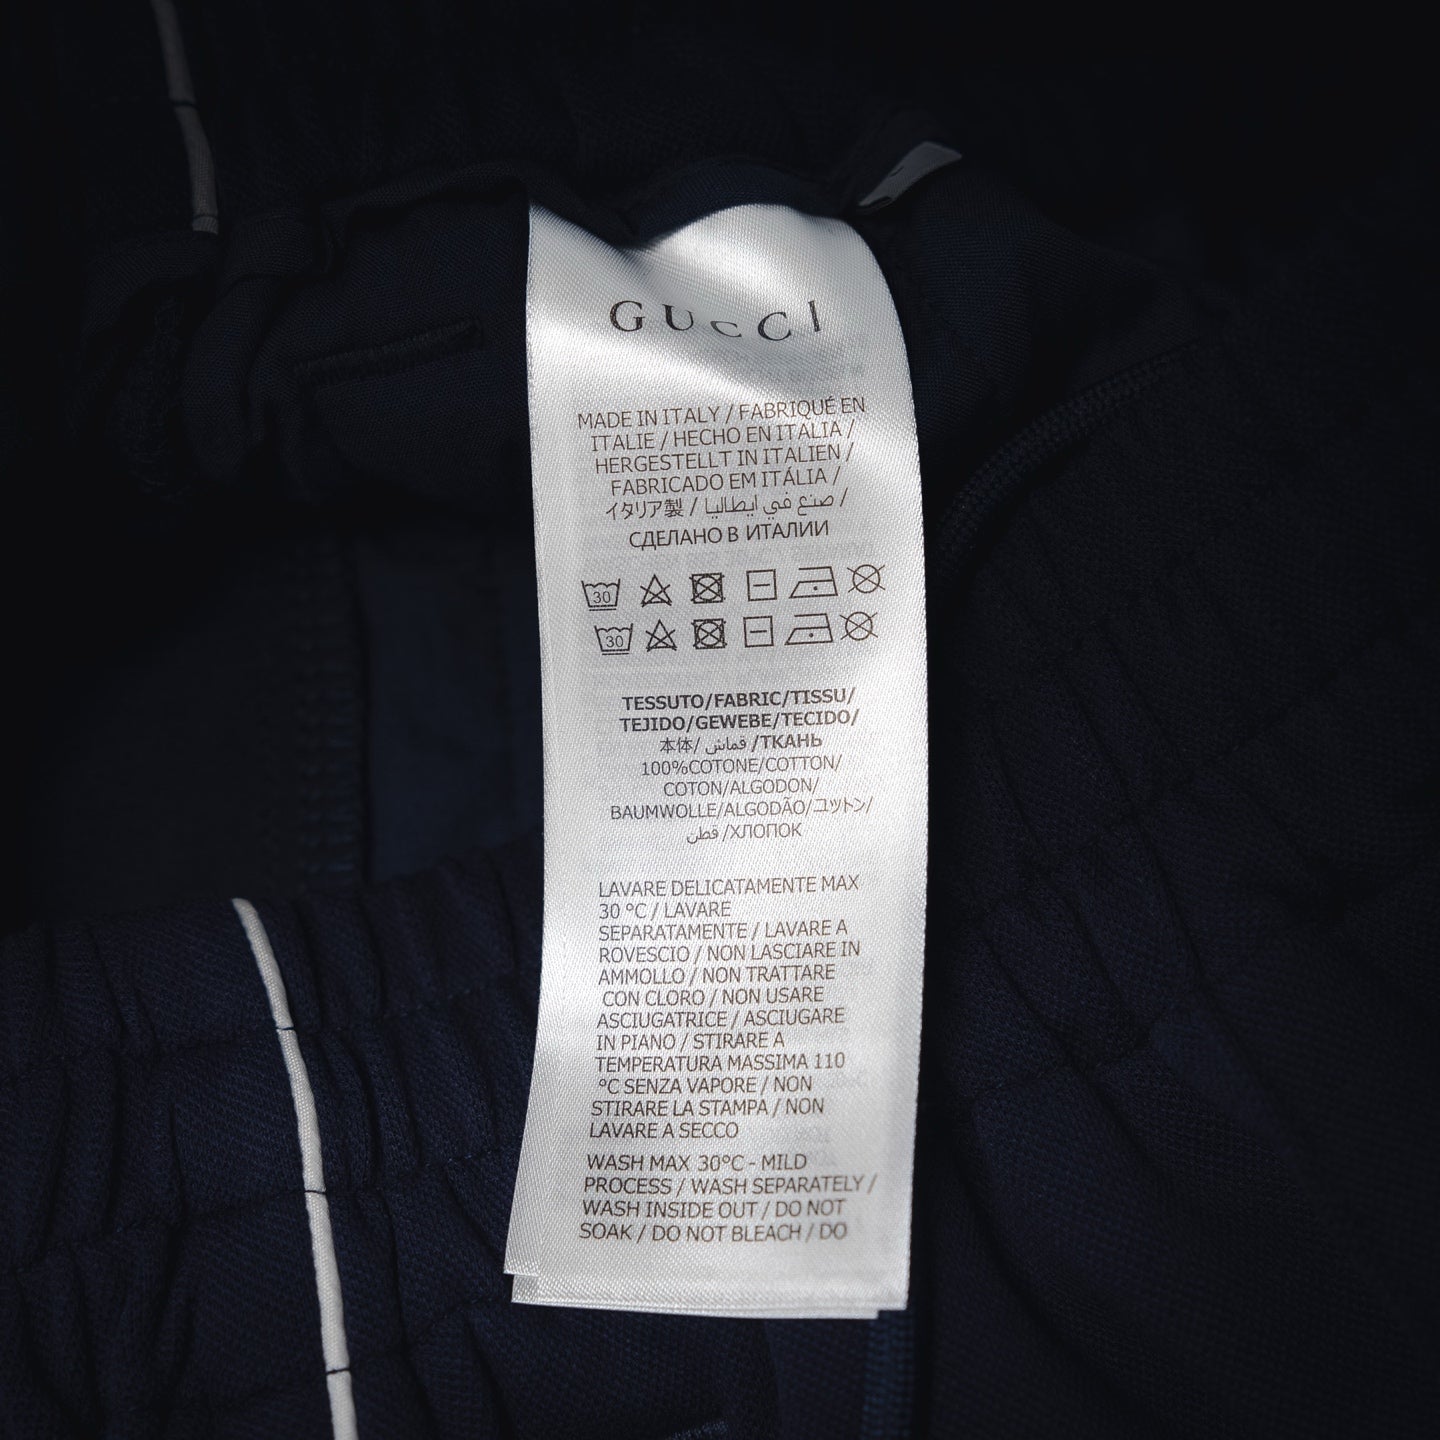 GUCCI
MADE IN ITALY / FABRIQUÉ EN
ITALIE / HECHO EN ITALIA /
HERGESTELLT IN ITALIEN /
FABRICADO EM ITÁLIA /
イタリア製 / صنع في ايطاليا /
СДЕЛАНО В ИТАЛИИ
30
30
TESSUTO/FABRIC/TISSU/
TEJIDO/GEWEBE/TECIDO/
本体/ قماش /ТКАНЬ
100%COTONE/COTTON/
COTON/ALGODON/
BAUMWOLLE/ALGODÃO/コットン/
قطن /ХЛОПОК
LAVARE DELICATAMENTE MAX
30 °C / LAVARE
SEPARATAMENTE / LAVARE A
ROVESCIO / NON LASCIARE IN
AMMOLLO / NON TRATTARE
CON CLORO / NON USARE
ASCIUGATRICE / ASCIUGARE
IN PIANO / STIRARE A
TEMPERATURA MASSIMA 110
°C SENZA VAPORE / NON
STIRARE LA STAMPA / NON
LAVARE A SECCO
WASH MAX 30°C - MILD
PROCESS / WASH SEPARATELY /
WASH INSIDE OUT / DO NOT
SOAK / DO NOT BLEACH / DO